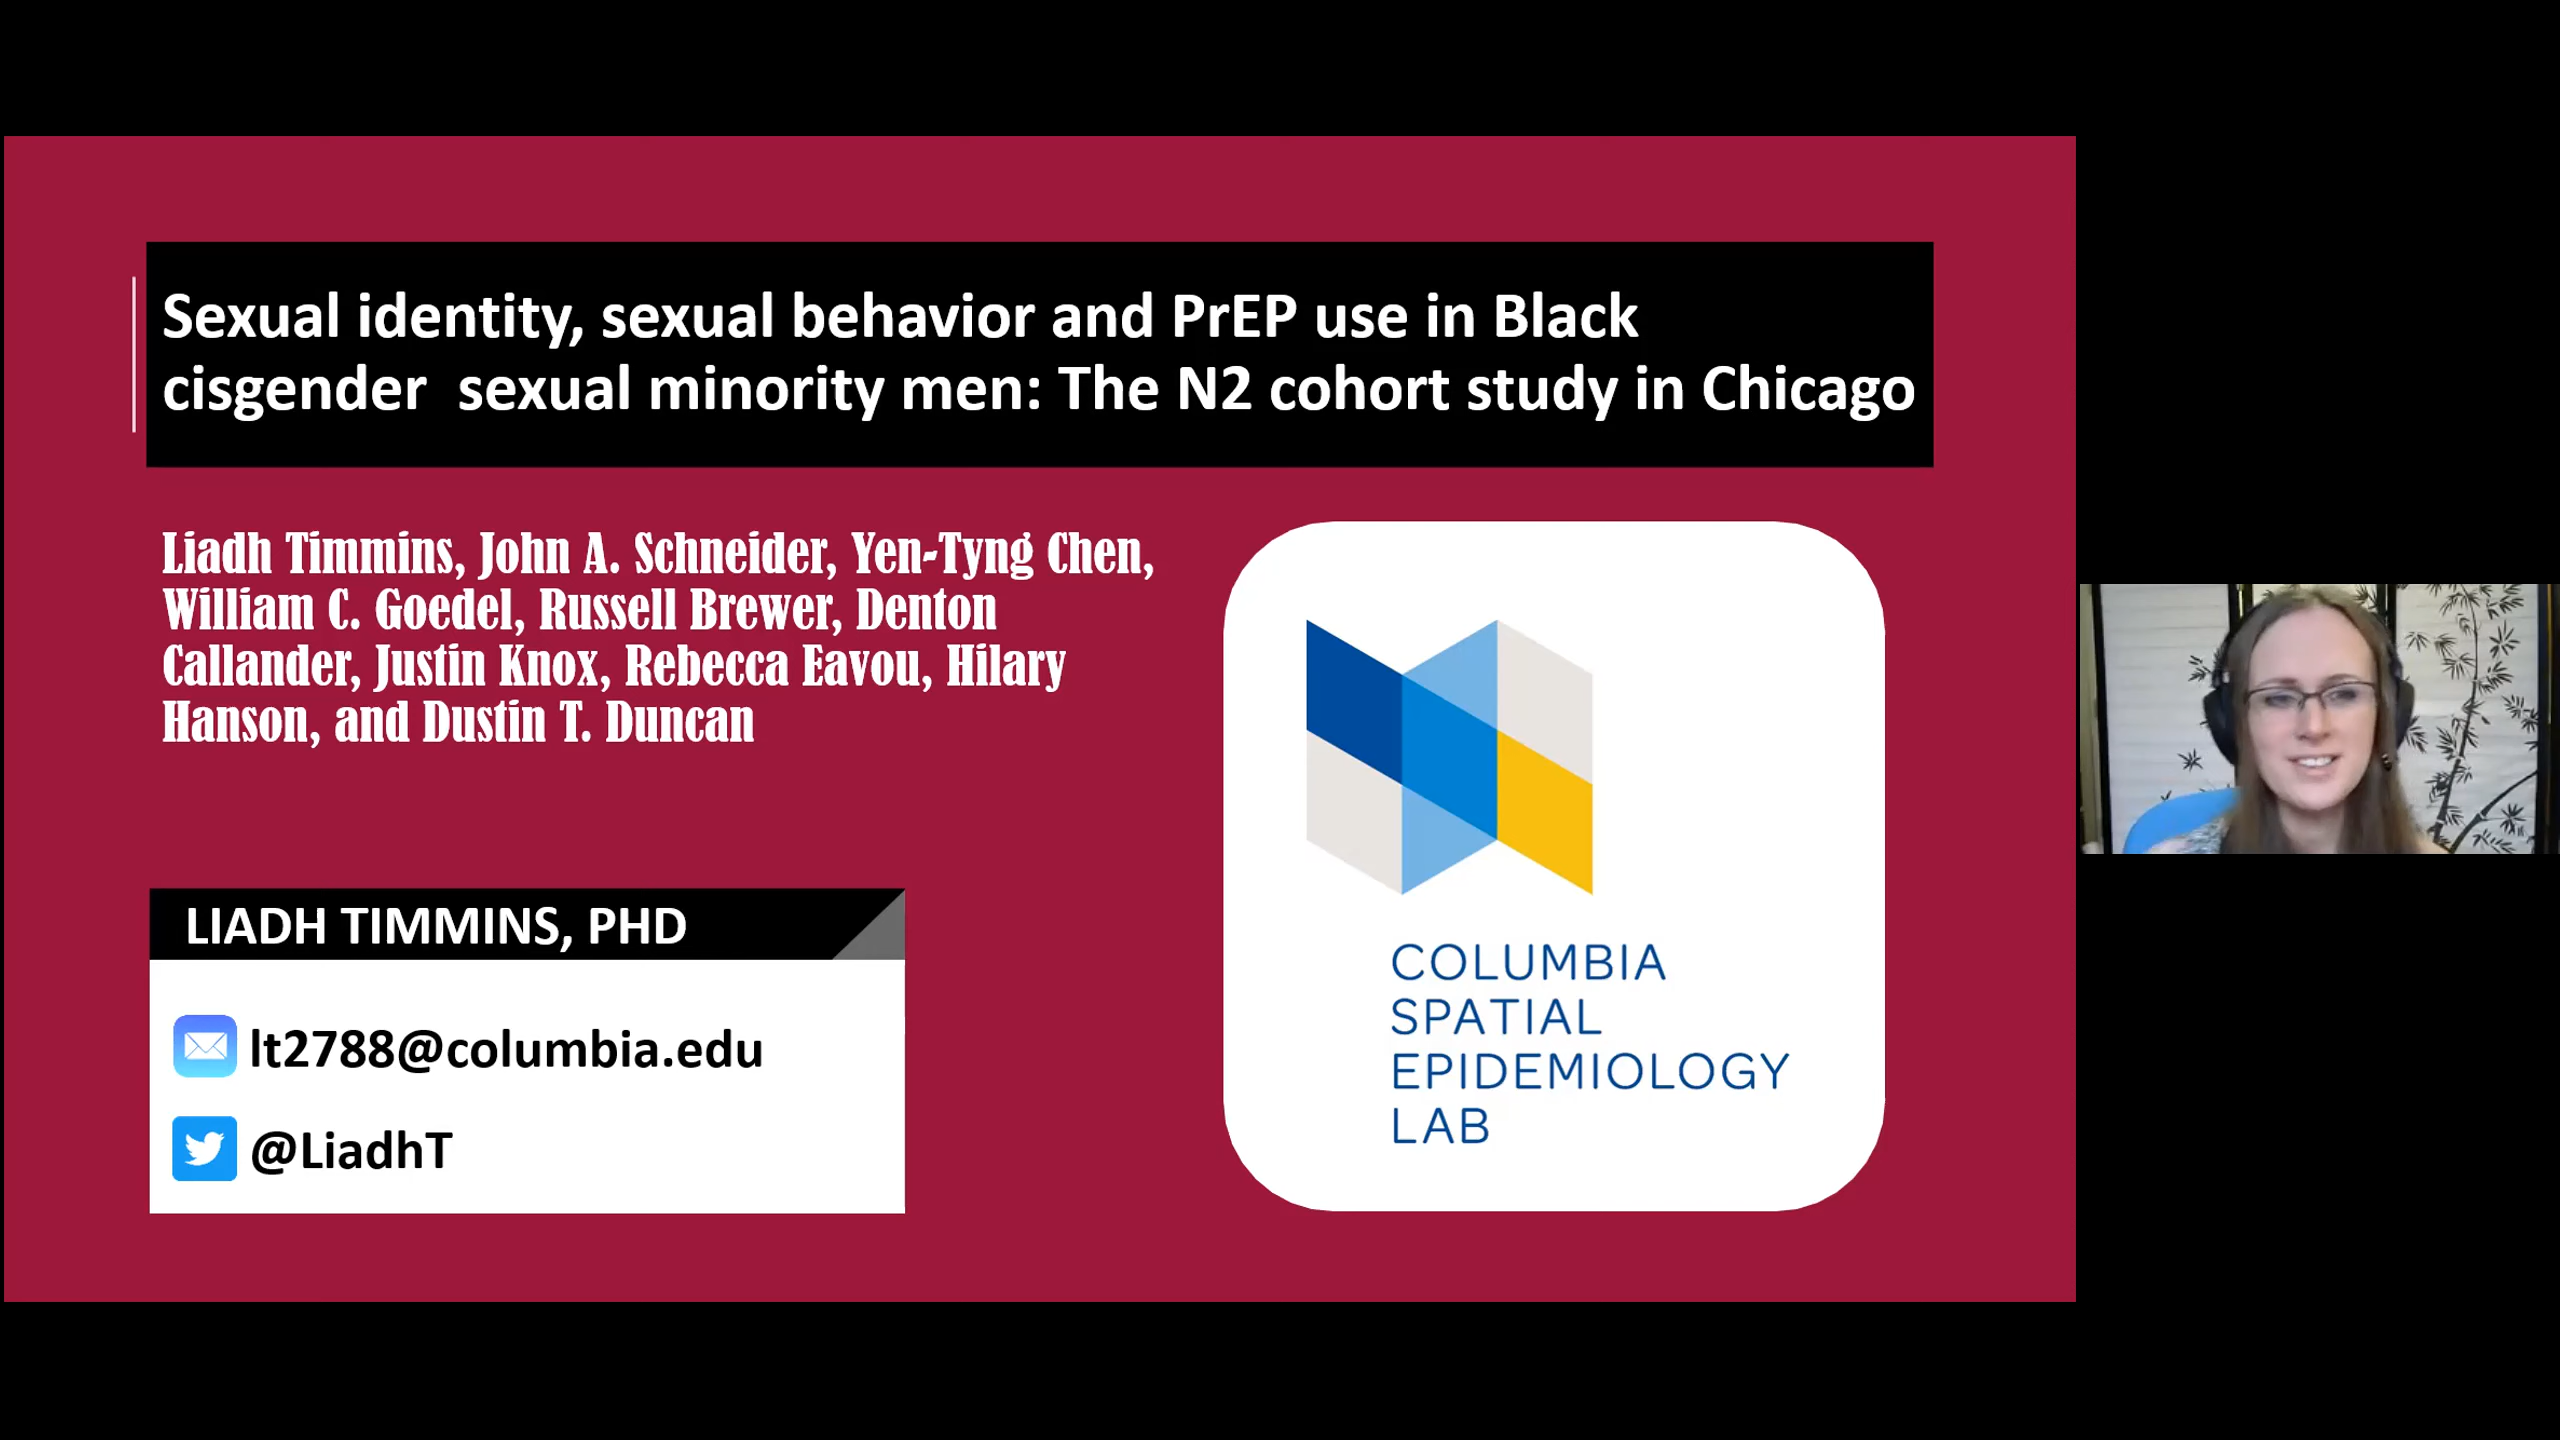 Sexual identity, sexual behavior and PrEP use in Black
cisgender  sexual minority men: The N2 cohort study in Chicago
Liadh Timmins, John A. Schneider, Yen-Tyng Chen,
William C. Goedel, Russell Brewer, Denton
Callander, Justin Knox, Rebecca Eavou, Hilary
Hanson, and Dustin T. Duncan
LIADH TIMMINS, PHD
lt2788@columbia.edu
@LiadhT
COLUMBIA
SPATIAL
EPIDEMIOLOGY
LAB